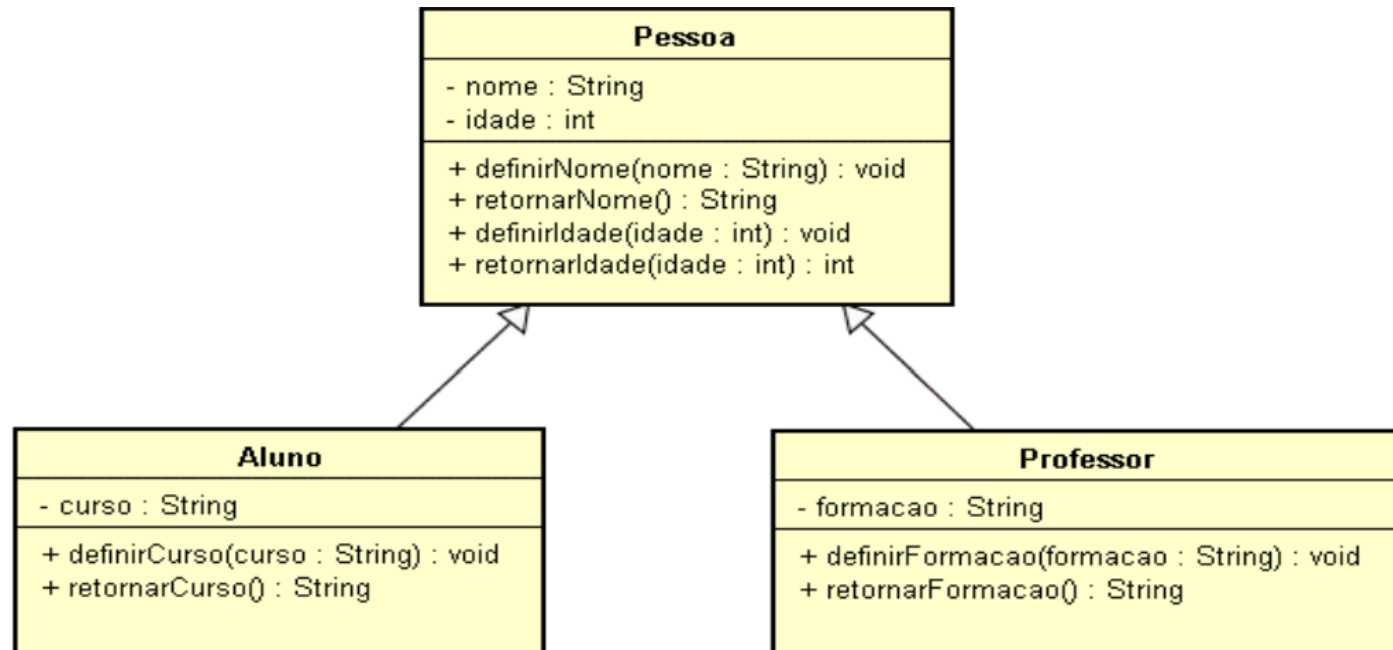 Pessoa
- nome : String
- idade : int
+ definirNome(nome : String) : void
+ retornarNome() : String
+ definirIdade(idade : int) : void
+ retornarIdade(idade : int) : int
Aluno
- curso : String
+ definirCurso(curso : String) : void
+ retornarCurso() : String
Professor
- formacao : String
+ definirFormacao(formacao : String) : void
+ retornarFormacao() : String